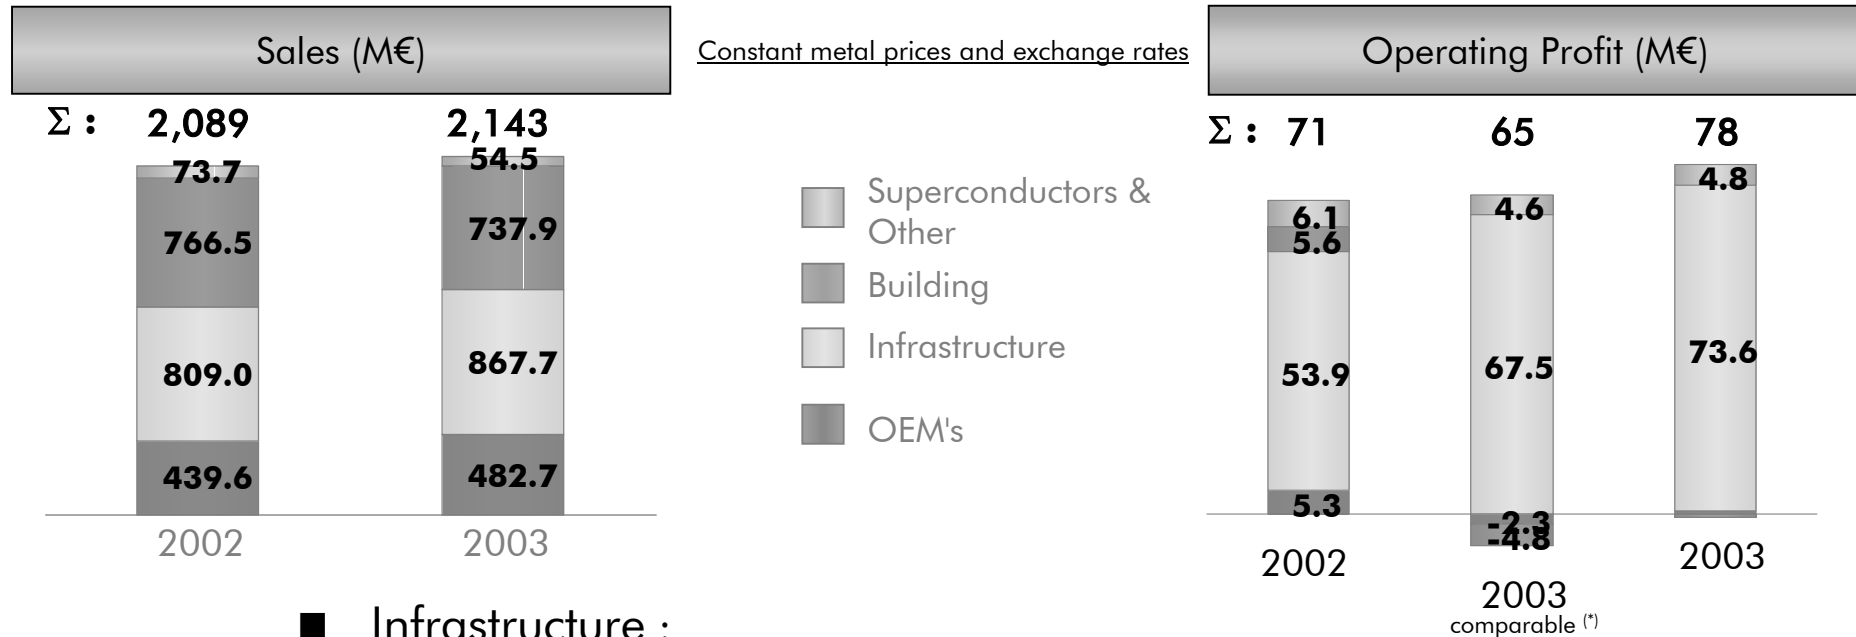 Sales (M€)
Constant metal prices and exchange rates
Operating Profit (M€)
Σ : 2,089 2,143
73.7 54.5
766.5 737.9
809.0 867.7
439.6 482.7
2002 2003
Superconductors &
Other
Building
Infrastructure
OEM's
Σ : 71 65 78
6.1 4.6 4.8
5.6
53.9 67.5 73.6
5.3 -2.3
-4.8
2002 2003 2003
comparable (*)
■ Infrastructure :